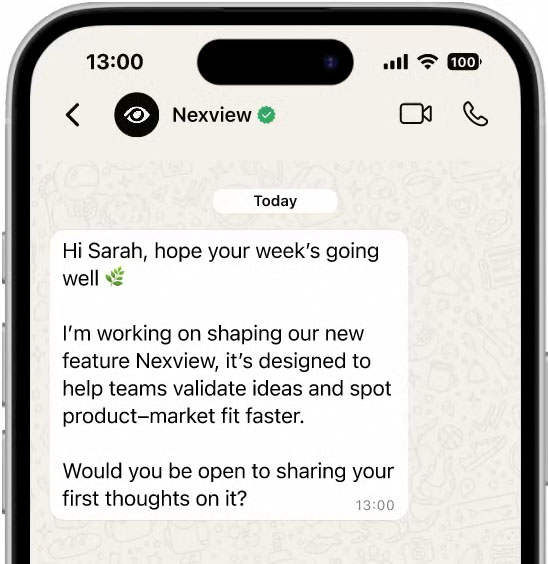 13:00
100
Nexview
Today
Hi Sarah, hope your week’s going
well 🌿
I’m working on shaping our new
feature Nexview, it’s designed to
help teams validate ideas and spot
product–market fit faster.
Would you be open to sharing your
first thoughts on it?
13:00